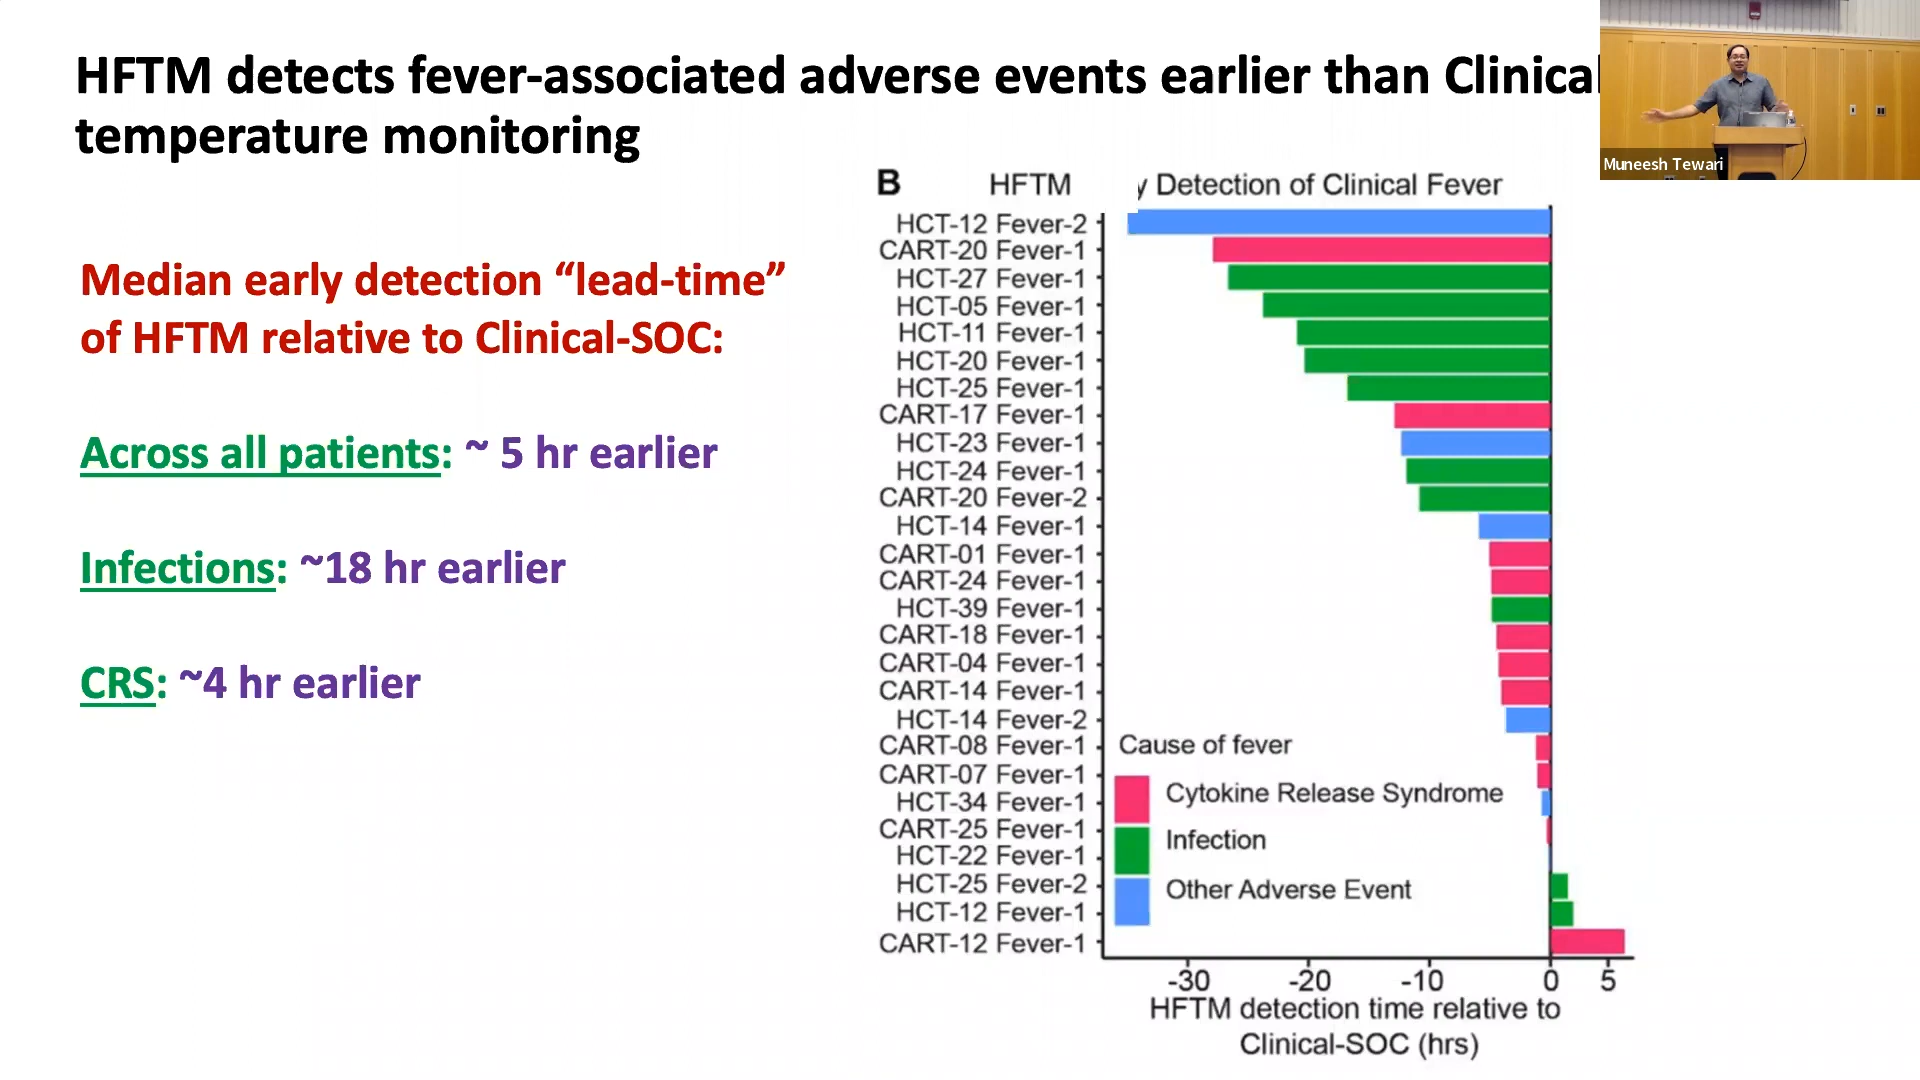 HFTM detects fever-associated adverse events earlier than Clinical
temperature monitoring
Muneesh Tewari
Median early detection “lead-time”
of HFTM relative to Clinical-SOC:
Across all patients: ~ 5 hr earlier
Infections: ~18 hr earlier
CRS: ~4 hr earlier
B HFTM y Detection of Clinical Fever
HCT-12 Fever-2
CART-20 Fever-1
HCT-27 Fever-1
HCT-05 Fever-1
HCT-11 Fever-1
HCT-20 Fever-1
HCT-25 Fever-1
CART-17 Fever-1
HCT-23 Fever-1
HCT-24 Fever-1
CART-20 Fever-2
HCT-14 Fever-1
CART-01 Fever-1
CART-24 Fever-1
HCT-39 Fever-1
CART-18 Fever-1
CART-04 Fever-1
CART-14 Fever-1
HCT-14 Fever-2
CART-08 Fever-1
CART-07 Fever-1
HCT-34 Fever-1
CART-25 Fever-1
HCT-22 Fever-1
HCT-25 Fever-2
HCT-12 Fever-1
CART-12 Fever-1
Cause of fever
Cytokine Release Syndrome
Infection
Other Adverse Event
-30 -20 -10 0 5
HFTM detection time relative to
Clinical-SOC (hrs)